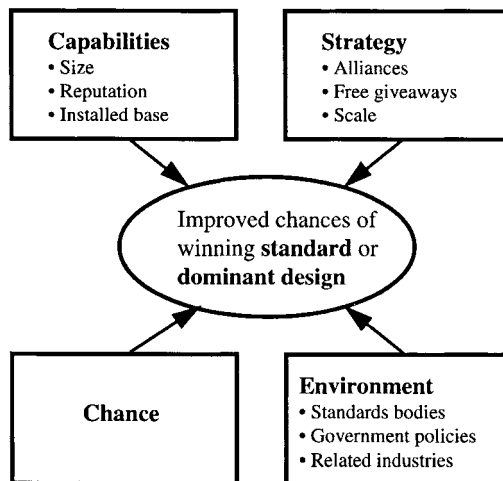 Capabilities
• Size
• Reputation
• Installed base
Strategy
• Alliances
• Free giveaways
• Scale
Improved chances of
winning standard or
dominant design
Chance
Environment
• Standards bodies
• Government policies
• Related industries